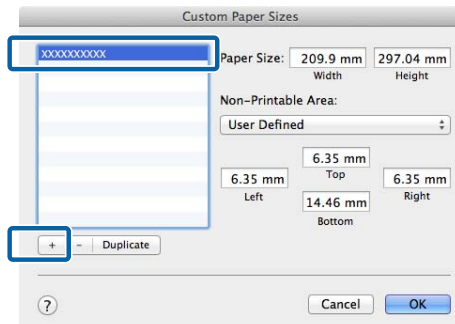 Custom Paper Sizes
XXXXXXXXXX
Paper Size: 209.9 mm 297.04 mm
Width Height
Non-Printable Area:
User Defined
6.35 mm
Top
6.35 mm 6.35 mm
Left Right
14.46 mm
Bottom
+ - Duplicate
? Cancel OK